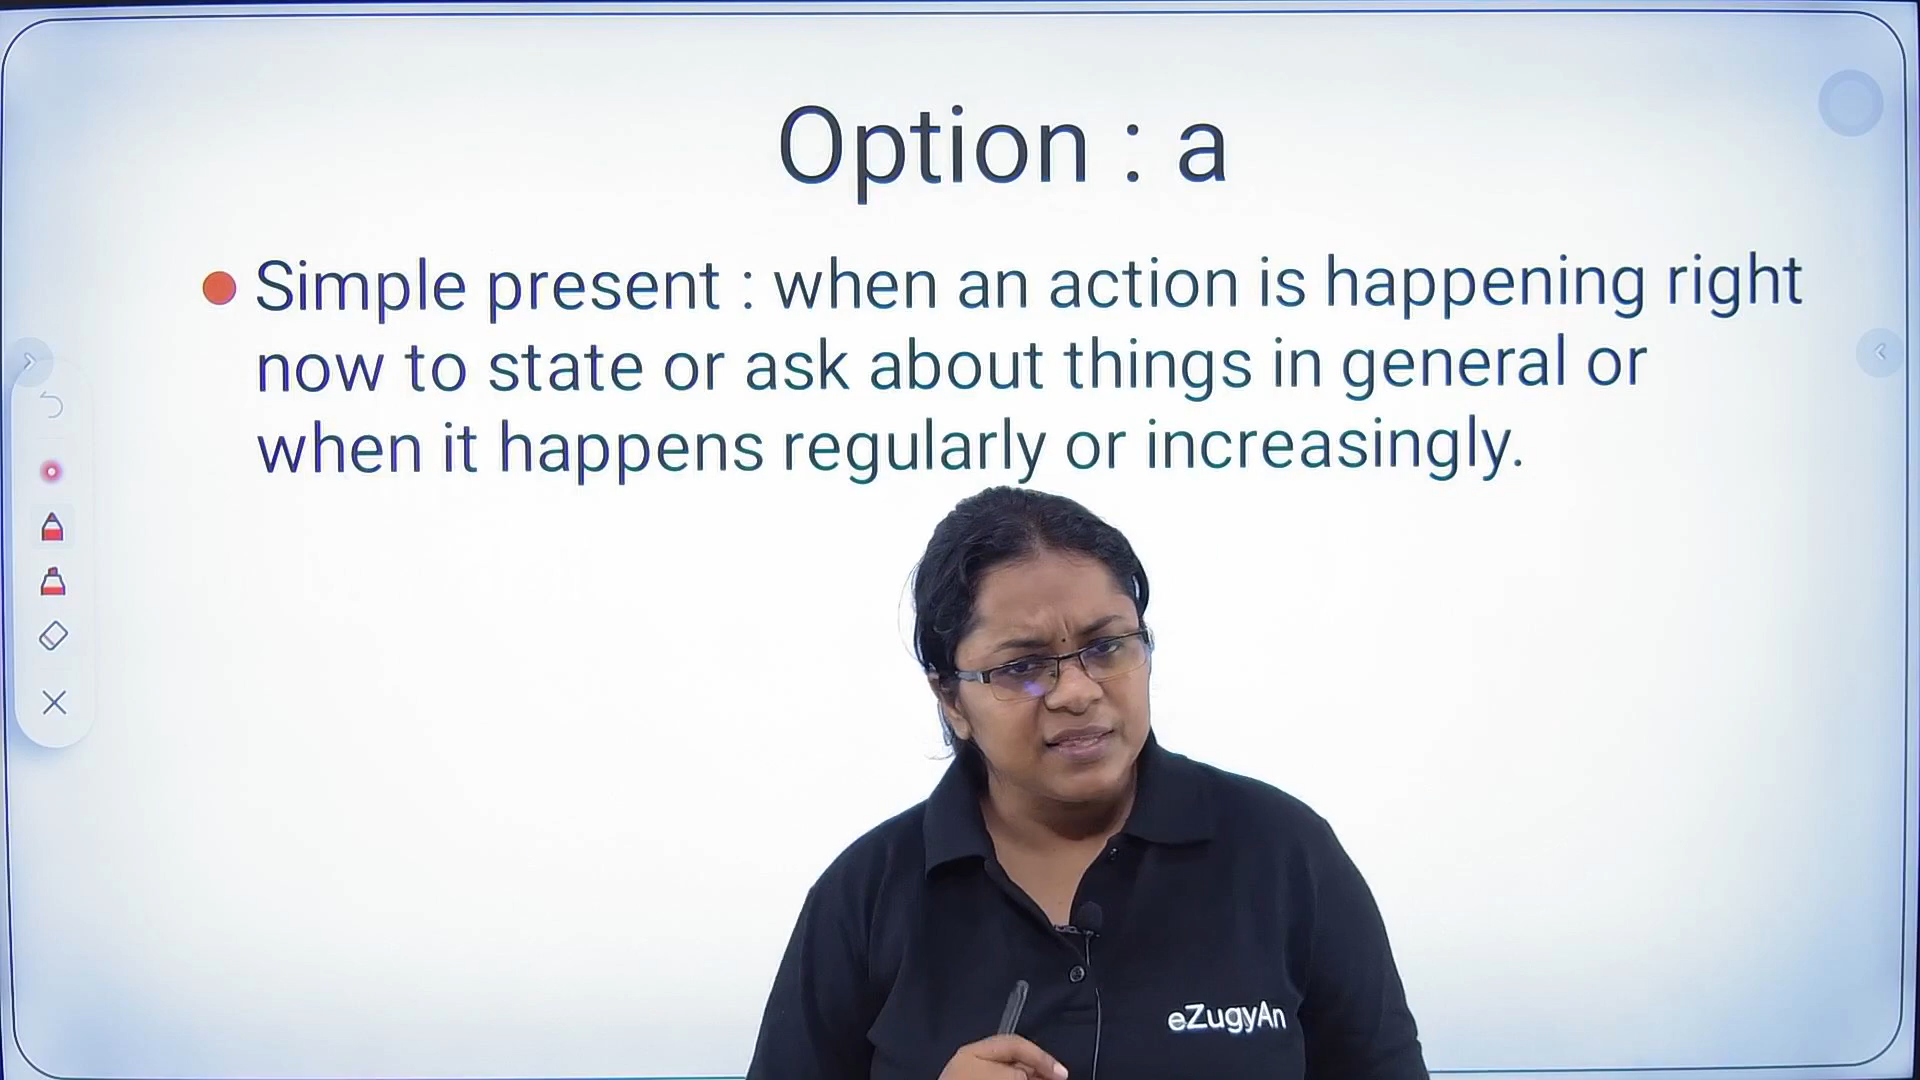 Option : a
Simple present : when an action is happening right
now to state or ask about things in general or
when it happens regularly or increasingly.
eZugyAn